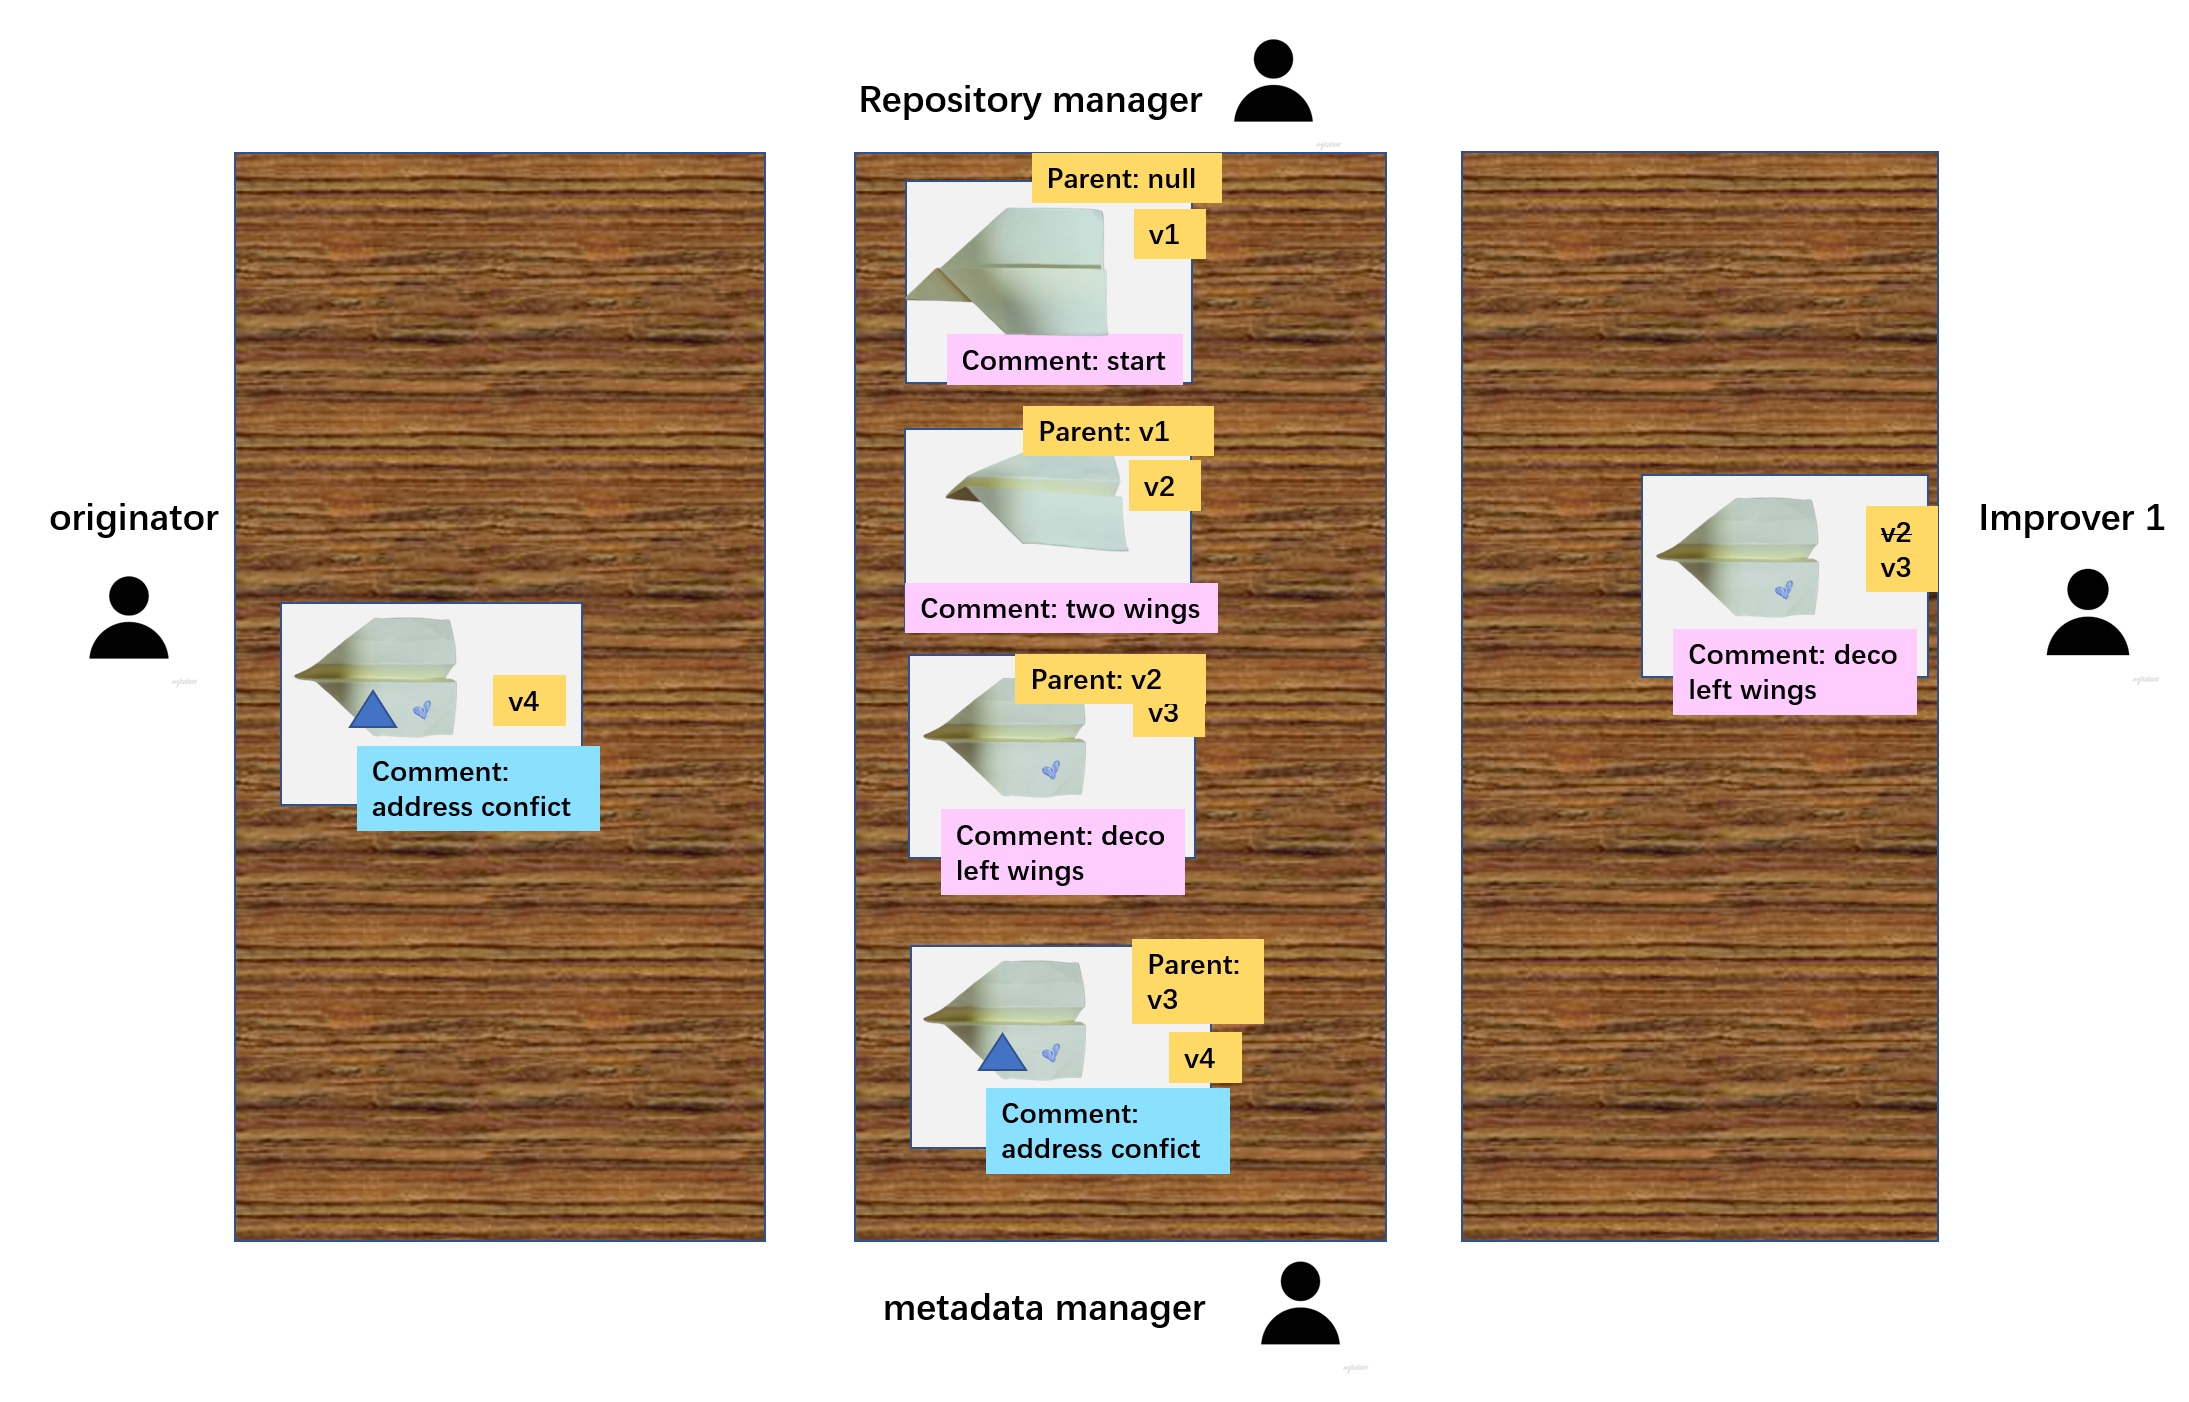 Repository manager
Parent: null
v1
Comment: start
Parent: v1
v2
Comment: two wings
Parent: v2
v3
Comment: deco
left wings
Parent:
v3
v4
Comment:
address confict
originator
v4
Comment:
address confict
Improver 1
v2
v3
Comment: deco
left wings
metadata manager